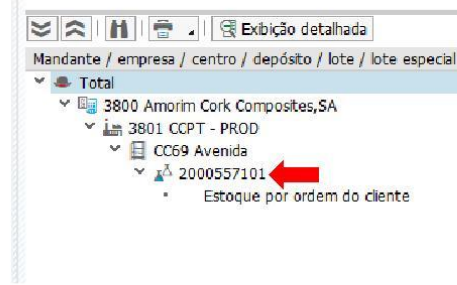 Exibição detalhada
Mandante / empresa / centro / depósito / lote / lote especial
Total
3800 Amorim Cork Composites,SA
3801 CCPT - PROD
CC69 Avenida
2000557101
Estoque por ordem do cliente